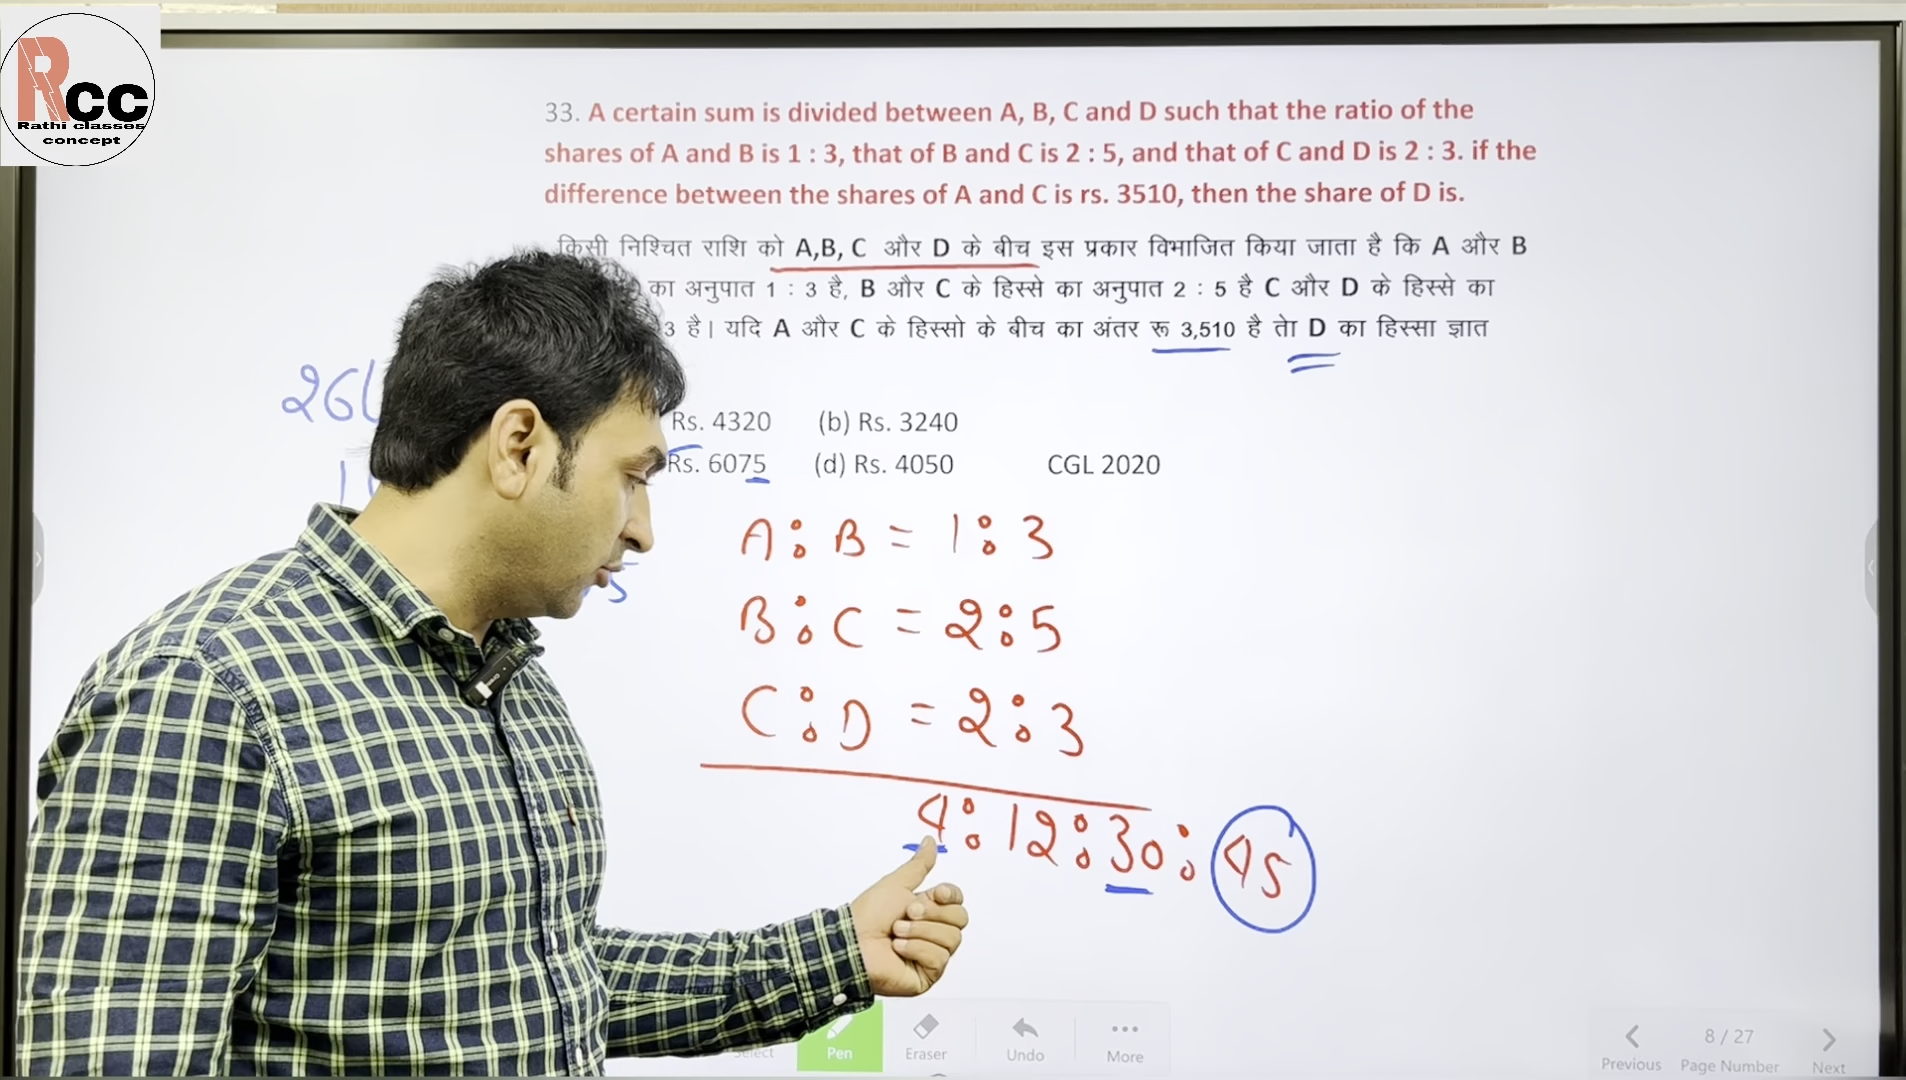 Rcc
Rathi classes
concept
33. A certain sum is divided between A, B, C and D such that the ratio of the
shares of A and B is 1 : 3, that of B and C is 2 : 5, and that of C and D is 2 : 3. if the
difference between the shares of A and C is rs. 3510, then the share of D is.
किसी निश्चित राशि को A,B, C और D के बीच इस प्रकार विभाजित किया जाता है कि A और B
का अनुपात 1 : 3 है, B और C के हिस्से का अनुपात 2 : 5 है C और D के हिस्से का
3 है। यदि A और C के हिस्सो के बीच का अंतर रू 3,510 है तेा D का हिस्सा ज्ञात
Rs. 4320 (b) Rs. 3240
Rs. 6075 (d) Rs. 4050 CGL 2020
A : B = 1 : 3
B : C = 2 : 5
C : D = 2 : 3
4 : 12 : 30 : 45
Select Pen Eraser Undo More
Previous 8 / 27 Page Number Next